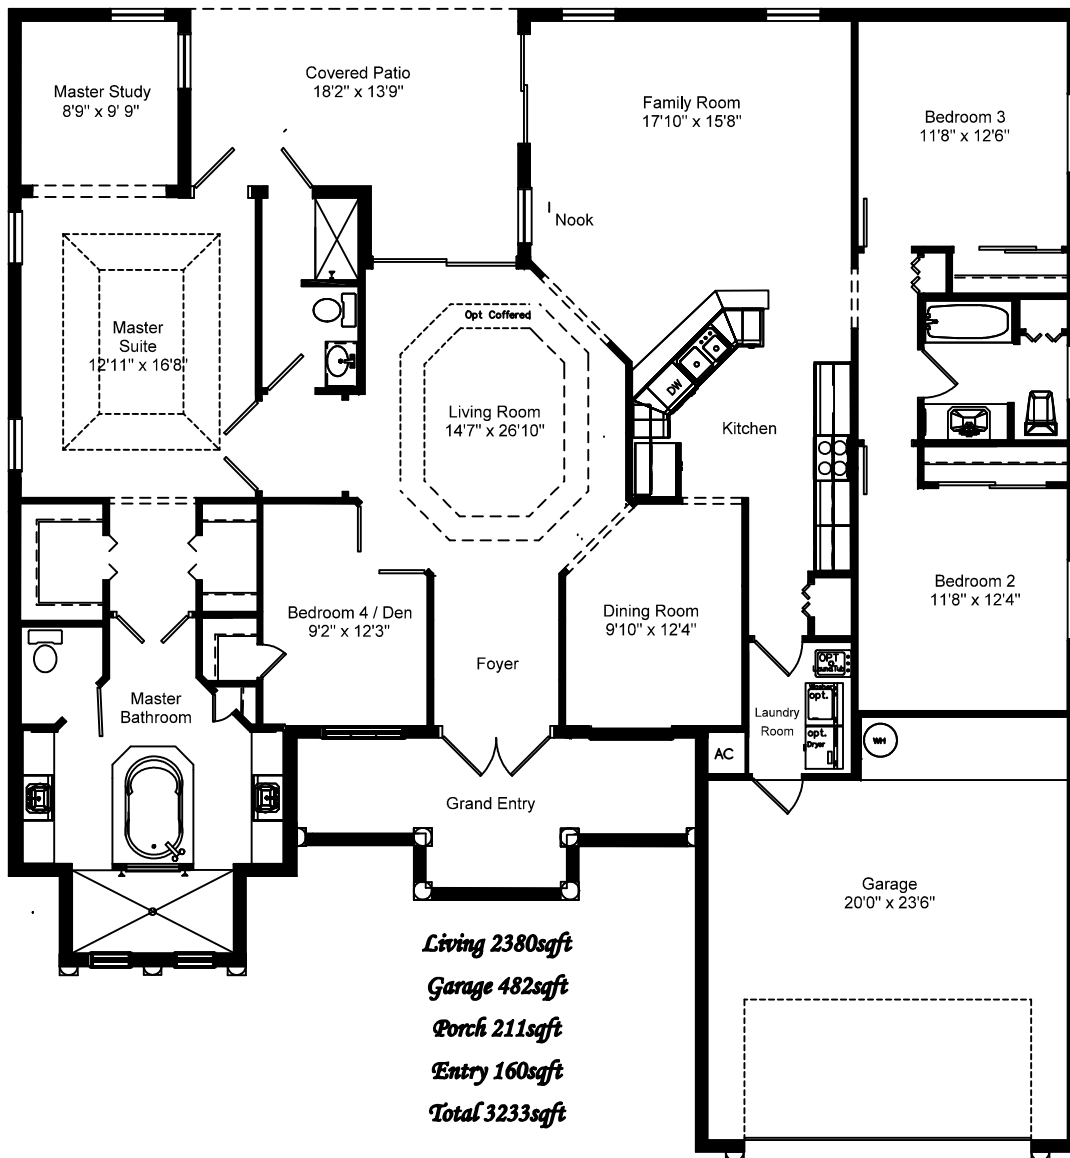 Master Study
8'9" x 9' 9"
Covered Patio
18'2" x 13'9"
Family Room
17'10" x 15'8"
Bedroom 3
11'8" x 12'6"
Nook
Opt Coffered
Master
Suite
12'11" x 16'8"
Living Room
14'7" x 26'10"
DW
Kitchen
Bedroom 4 / Den
9'2" x 12'3"
Foyer
Dining Room
9'10" x 12'4"
Bedroom 2
11'8" x 12'4"
Master
Bathroom
OPT
LaundTub
Washer
opt.
opt.
Dryer
Laundry
Room
AC
WH
Grand Entry
Garage
20'0" x 23'6"
Living 2380sqft
Garage 482sqft
Porch 211sqft
Entry 160sqft
Total 3233sqft